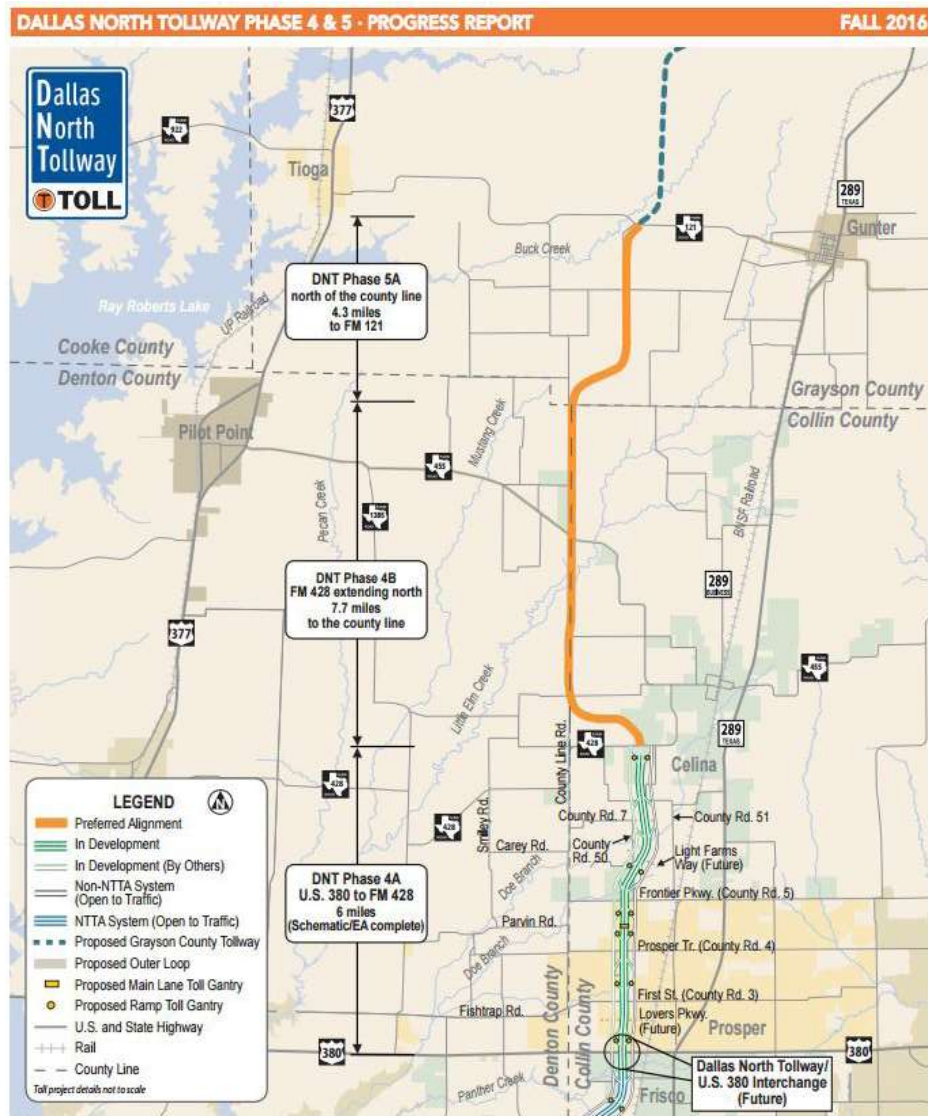 DALLAS NORTH TOLLWAY PHASE 4 & 5 · PROGRESS REPORT
FALL 2016
Dallas
North
Tollway
T TOLL
377
922
Tioga
289
TEXAS
Gunter
121
Buck Creek
DNT Phase 5A
north of the county line
4.3 miles
to FM 121
Ray Roberts Lake
UP Railroad
Cooke County
Denton County
Grayson County
Collin County
Pilot Point
Mustang Creek
455
BNSF Railroad
Pecan Creek
1385
289
BUSINESS
DNT Phase 4B
FM 428 extending north
7.7 miles
to the county line
377
455
Little Elm Creek
County Line Rd.
428
289
TEXAS
Celina
428
428
Smiley Rd.
County Rd. 7
County Rd. 51
Carey Rd.
County
Rd. 50
Light Farms
Way (Future)
Doe Branch
DNT Phase 4A
U.S. 380 to FM 428
6 miles
(Schematic/EA complete)
Frontier Pkwy. (County Rd. 5)
Parvin Rd.
Prosper Tr. (County Rd. 4)
Doe Branch
First St. (County Rd. 3)
Fishtrap Rd.
Lovers Pkwy.
(Future)
Prosper
Denton County
Collin County
380
380
Dallas North Tollway/
U.S. 380 Interchange
(Future)
Panther Creek
Frisco
LEGEND
N
Preferred Alignment
In Development
In Development (By Others)
Non-NTTA System
(Open to Traffic)
NTTA System (Open to Traffic)
Proposed Grayson County Tollway
Proposed Outer Loop
Proposed Main Lane Toll Gantry
Proposed Ramp Toll Gantry
U.S. and State Highway
Rail
County Line
Toll project details not to scale